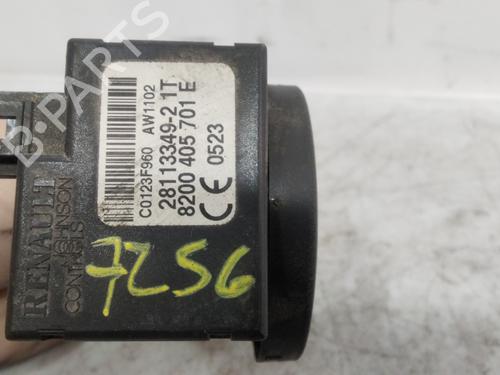 B-PARTS
C0123F960 AW1102
28113349-2 1T
8200 405 701 E
CE 0523
RENAULT
JOHNSON
CONTROLS
7256